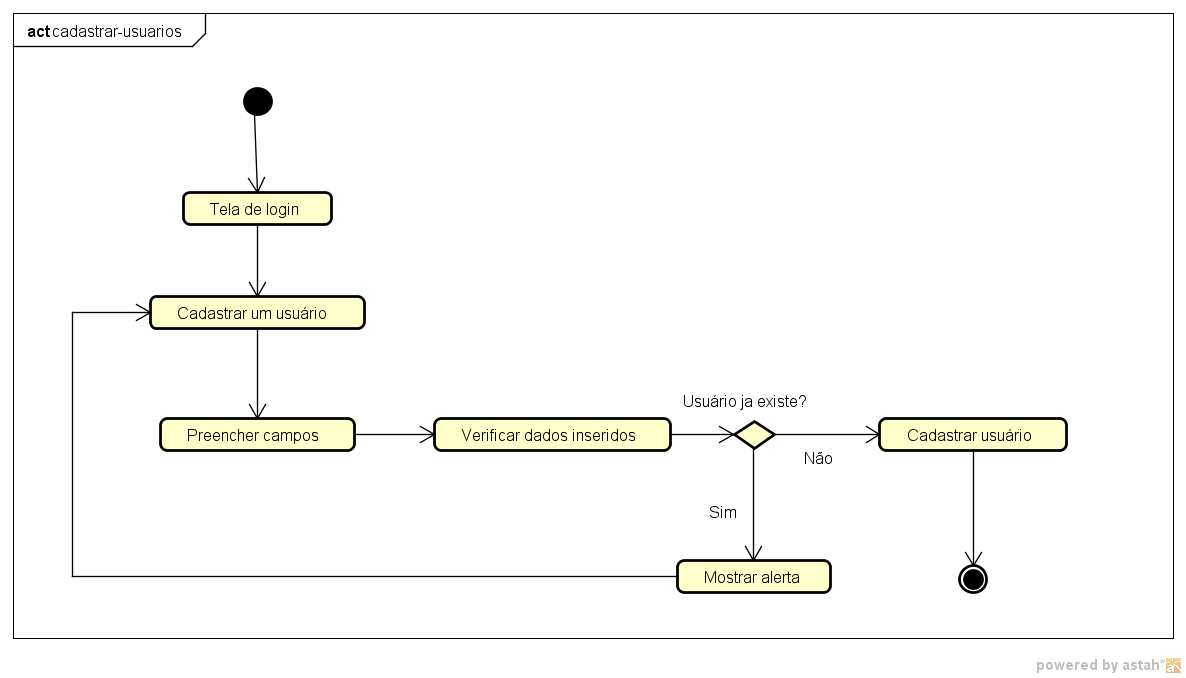 act cadastrar-usuarios
Tela de login
Cadastrar um usuário
Usuário ja existe?
Preencher campos
Verificar dados inseridos
Cadastrar usuário
Não
Sim
Mostrar alerta
powered by astah*